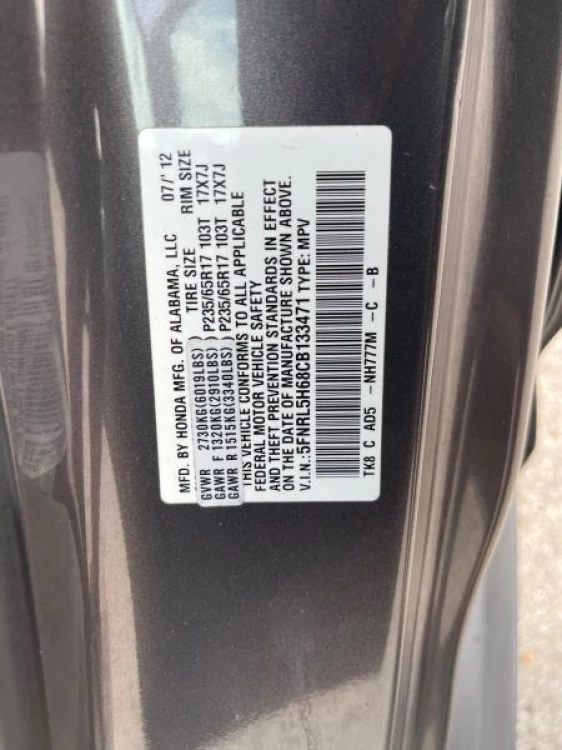 MFD. BY HONDA MFG. OF ALABAMA, LLC 07/'12
TIRE SIZE RIM SIZE
GVWR 2730KG(6019LBS)
GAWR F 1320KG(2910LBS) P235/65R17 103T 17X7J
GAWR R 1515KG(3340LBS) P235/65R17 103T 17X7J
THIS VEHICLE CONFORMS TO ALL APPLICABLE
FEDERAL MOTOR VEHICLE SAFETY
AND THEFT PREVENTION STANDARDS IN EFFECT
ON THE DATE OF MANUFACTURE SHOWN ABOVE.
V.I.N.: 5FNRL5H68CB133471 TYPE: MPV
TK8 C AD5 -NH777M -C -B